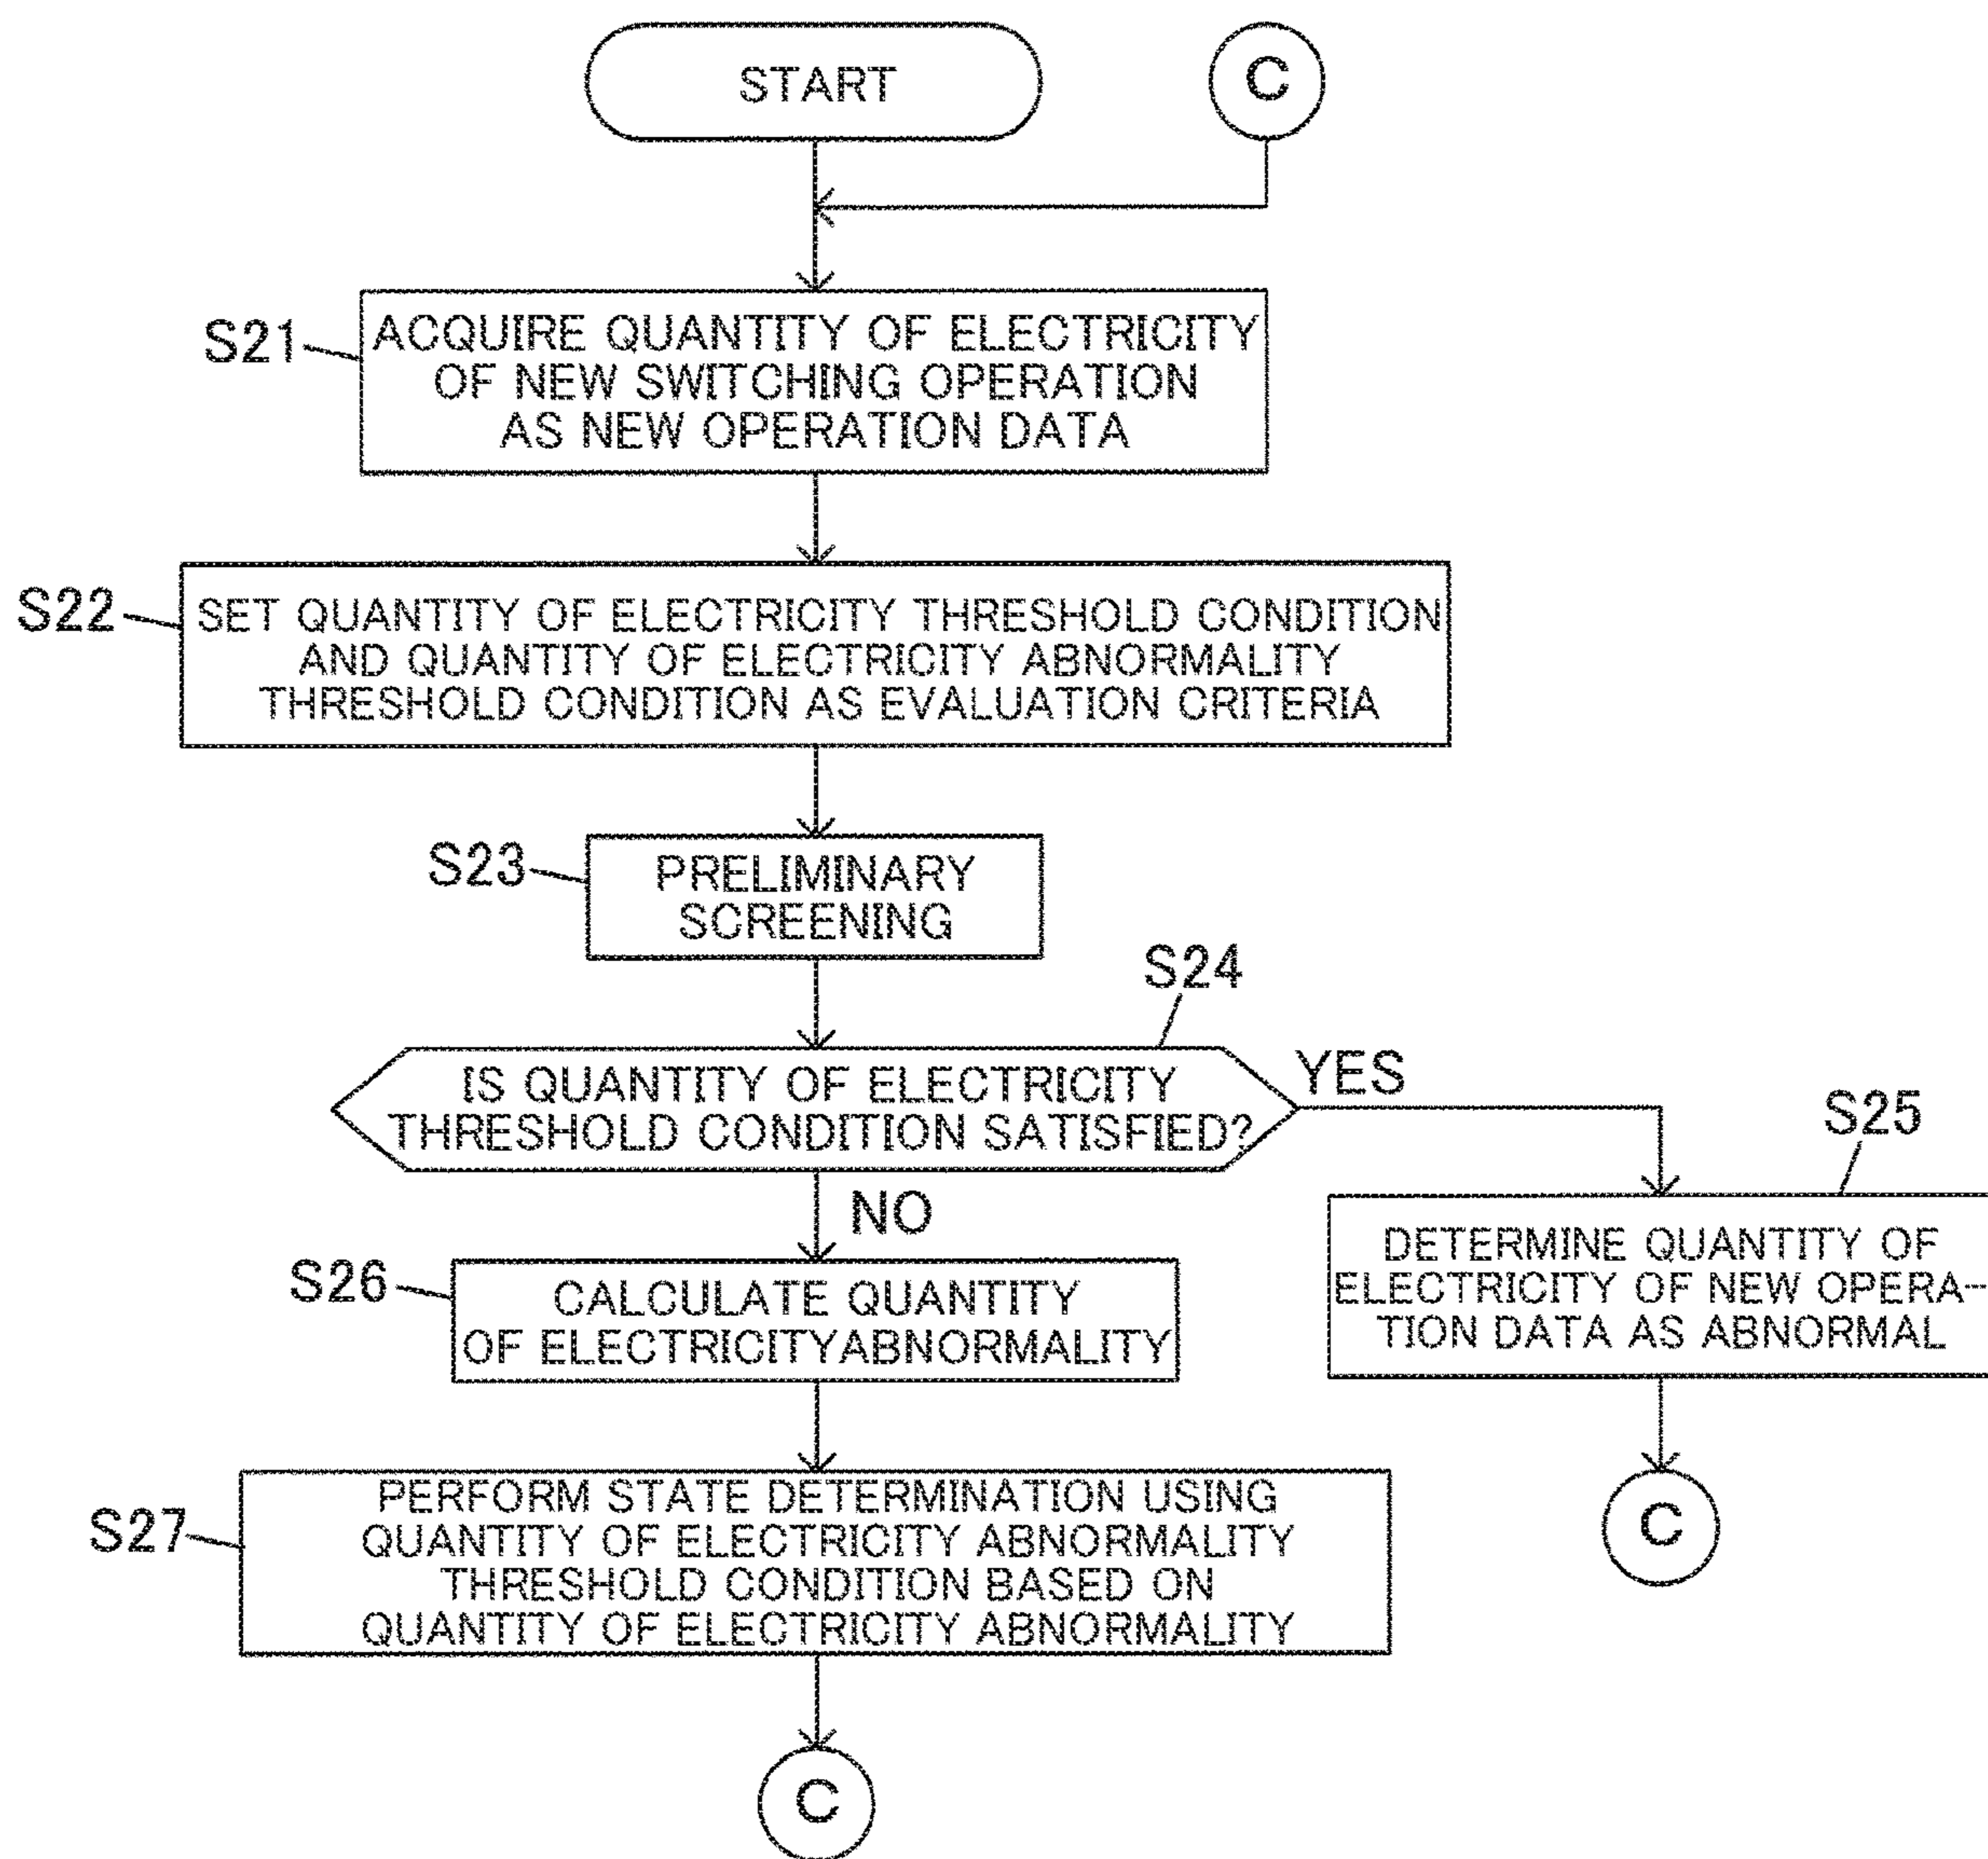 START
C
S21
ACQUIRE QUANTITY OF ELECTRICITY
OF NEW SWITCHING OPERATION
AS NEW OPERATION DATA
S22
SET QUANTITY OF ELECTRICITY THRESHOLD CONDITION
AND QUANTITY OF ELECTRICITY ABNORMALITY
THRESHOLD CONDITION AS EVALUATION CRITERIA
S23
PRELIMINARY
SCREENING
S24
IS QUANTITY OF ELECTRICITY
THRESHOLD CONDITION SATISFIED?
YES
NO
S25
DETERMINE QUANTITY OF
ELECTRICITY OF NEW OPERA-
TION DATA AS ABNORMAL
C
S26
CALCULATE QUANTITY
OF ELECTRICITYABNORMALITY
S27
PERFORM STATE DETERMINATION USING
QUANTITY OF ELECTRICITY ABNORMALITY
THRESHOLD CONDITION BASED ON
QUANTITY OF ELECTRICITY ABNORMALITY
C